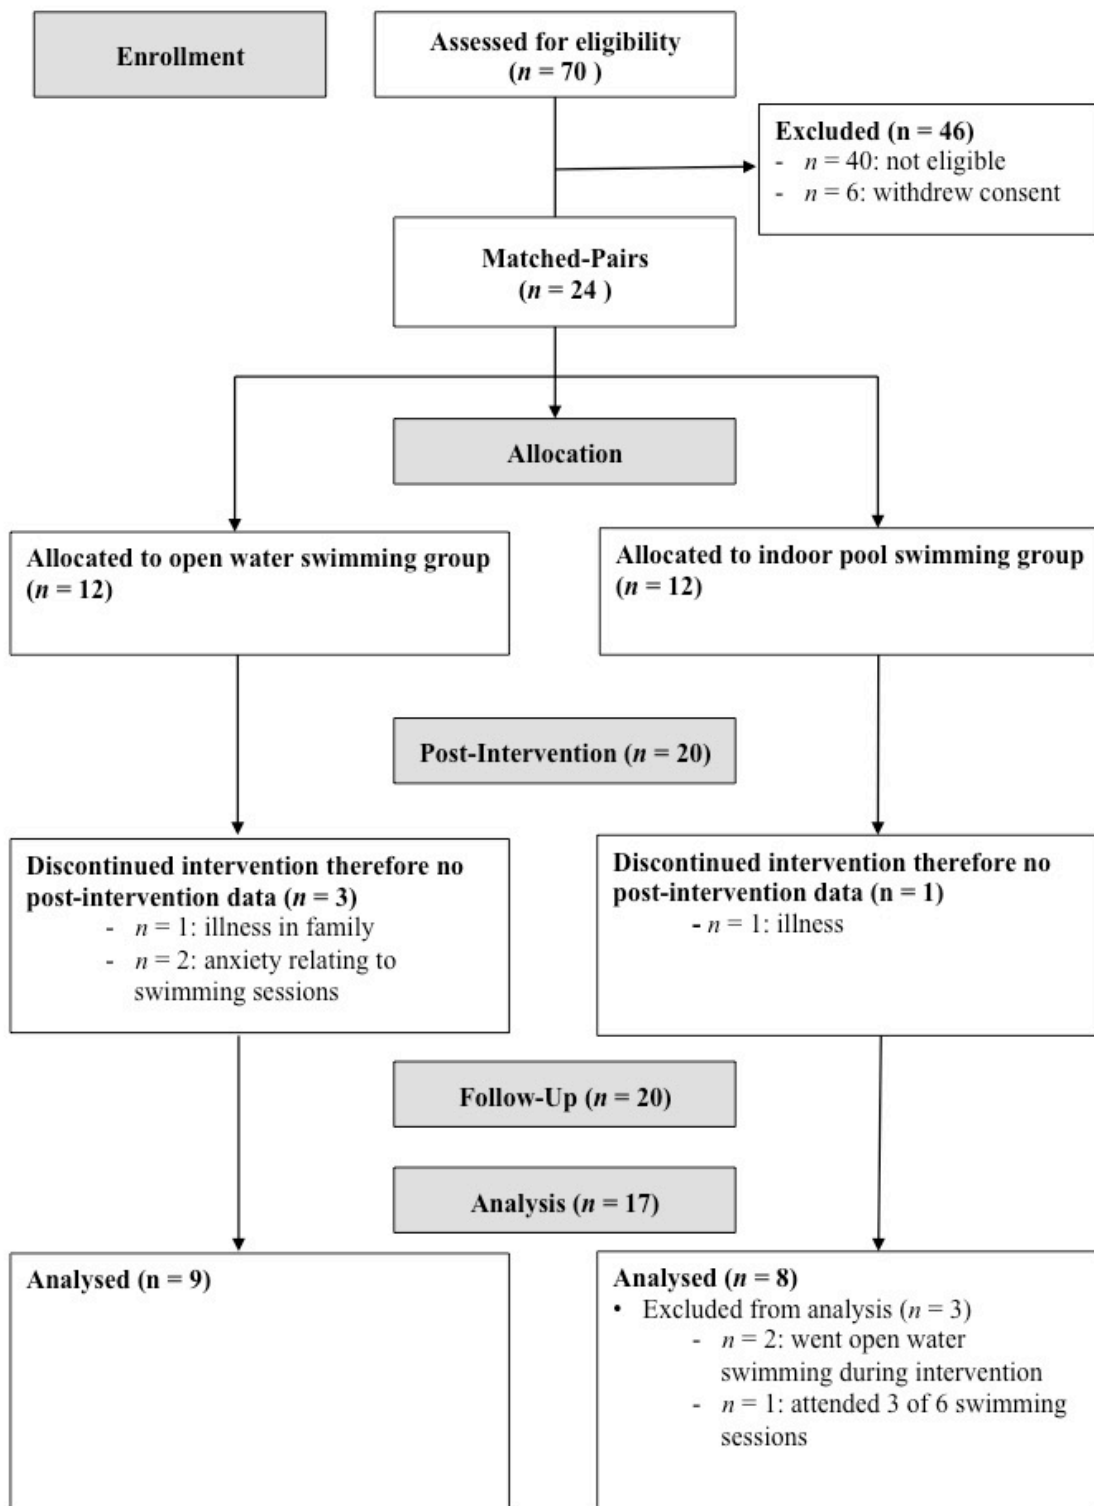 Enrollment
Assessed for eligibility
(n = 70 )
Excluded (n = 46)
- n = 40: not eligible
- n = 6: withdrew consent
Matched-Pairs
(n = 24 )
Allocation
Allocated to open water swimming group
(n = 12)
Allocated to indoor pool swimming group
(n = 12)
Post-Intervention (n = 20)
Discontinued intervention therefore no
post-intervention data (n = 3)
- n = 1: illness in family
- n = 2: anxiety relating to
swimming sessions
Discontinued intervention therefore no
post-intervention data (n = 1)
- n = 1: illness
Follow-Up (n = 20)
Analysis (n = 17)
Analysed (n = 9)
Analysed (n = 8)
• Excluded from analysis (n = 3)
- n = 2: went open water
swimming during intervention
- n = 1: attended 3 of 6 swimming
sessions